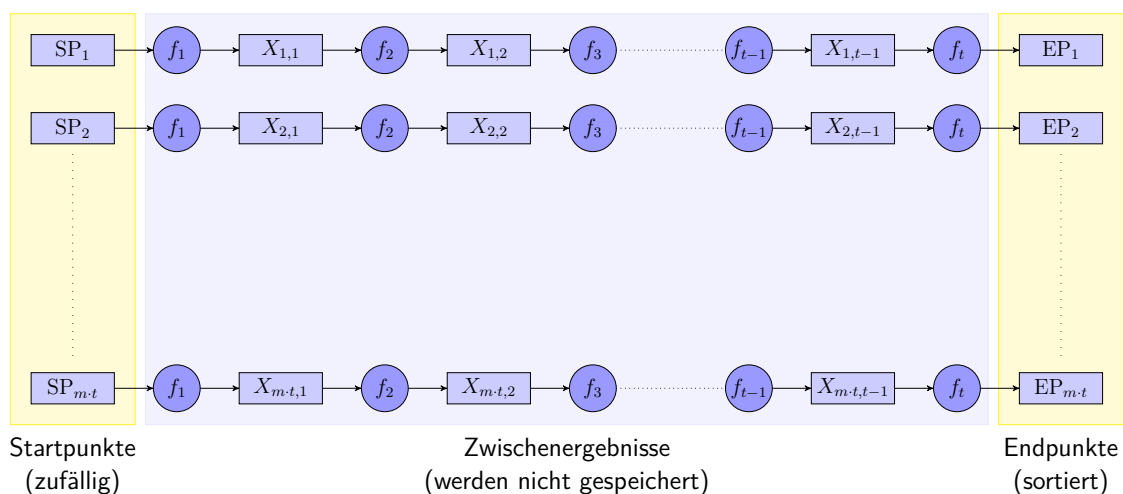 SP₁ f₁ X₁,₁ f₂ X₁,₂ f₃ fₜ₋₁ X₁,ₜ₋₁ fₜ EP₁
SP₂ f₁ X₂,₁ f₂ X₂,₂ f₃ fₜ₋₁ X₂,ₜ₋₁ fₜ EP₂
SPₘ·ₜ f₁ Xₘ·ₜ,₁ f₂ Xₘ·ₜ,₂ f₃ fₜ₋₁ Xₘ·ₜ,ₜ₋₁ fₜ EPₘ·ₜ
Startpunkte Zwischenergebnisse Endpunkte
(zufällig) (werden nicht gespeichert) (sortiert)